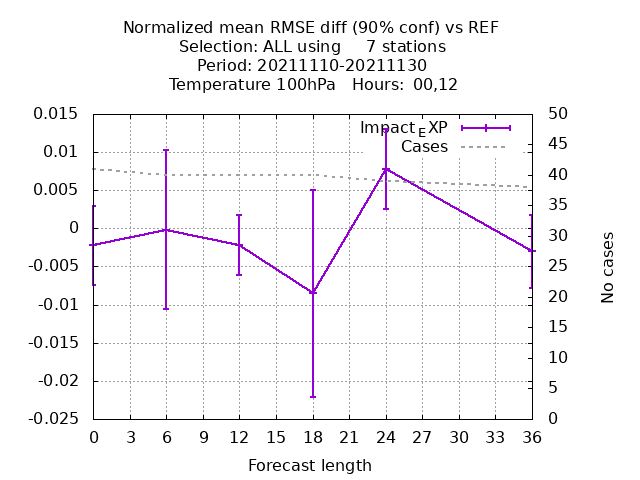 Normalized mean RMSE diff (90% conf) vs REF
Selection: ALL using 7 stations
Period: 20211110-20211130
Temperature 100hPa Hours: 00,12
Impact_EXP
Cases
0.015
0.01
0.005
0
-0.005
-0.01
-0.015
-0.02
-0.025
50
45
40
35
30
25
20
15
10
5
0
No cases
0 3 6 9 12 15 18 21 24 27 30 33 36
Forecast length